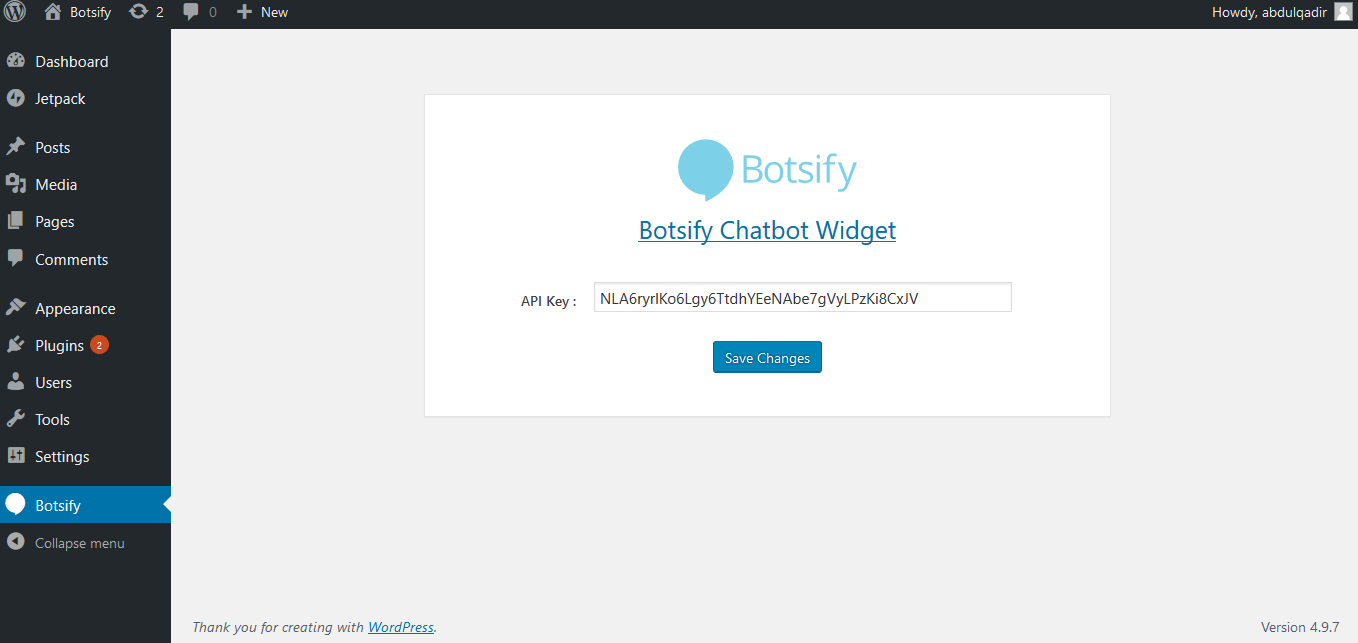 Botsify 2 0 New Howdy, abdulqadir
Dashboard
Jetpack
Posts
Media
Pages
Comments
Appearance
Plugins 2
Users
Tools
Settings
Botsify
Collapse menu
Botsify
Botsify Chatbot Widget
API Key : NLA6ryrlKo6Lgy6TtdhYEeNAbe7gVyLPzKi8CxJV
Save Changes
Thank you for creating with WordPress. Version 4.9.7